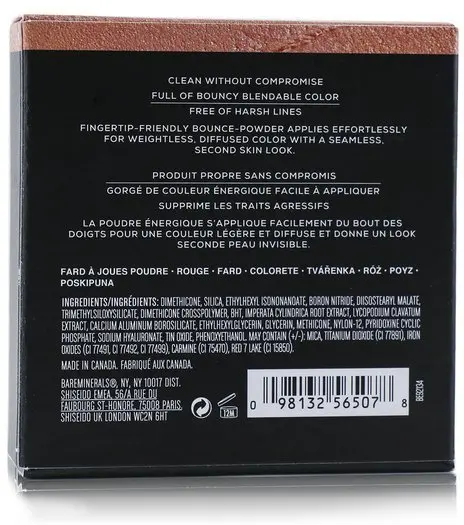 CLEAN WITHOUT COMPROMISE
FULL OF BOUNCY BLENDABLE COLOR
FREE OF HARSH LINES
FINGERTIP-FRIENDLY BOUNCE-POWDER APPLIES EFFORTLESSLY
FOR WEIGHTLESS, DIFFUSED COLOR WITH A SEAMLESS,
SECOND SKIN LOOK.
PRODUIT PROPRE SANS COMPROMIS
GORGÉ DE COULEUR ÉNERGIQUE FACILE À APPLIQUER
SUPPRIME LES TRAITS AGRESSIFS
LA POUDRE ÉNERGIQUE S'APPLIQUE FACILEMENT DU BOUT DES
DOIGTS POUR UNE COULEUR LÉGÈRE ET DIFFUSE ET DONNE UN LOOK
SECONDE PEAU INVISIBLE.
FARD À JOUES POUDRE • ROUGE • FARD • COLORETE • TVÁŘENKA • RÓŻ • РОУΖ •
POSKIPUNA
INGREDIENTS/INGRÉDIENTS: DIMETHICONE, SILICA, ETHYLHEXYL ISONONANOATE, BORON NITRIDE, DIISOSTEARYL MALATE,
TRIMETHYLSILOXYSILICATE, DIMETHICONE CROSSPOLYMER, BHT, IMPERATA CYLINDRICA ROOT EXTRACT, LYCOPODIUM CLAVATUM
EXTRACT, CALCIUM ALUMINUM BOROSILICATE, ETHYLHEXYLGLYCERIN, GLYCERIN, METHICONE, NYLON-12, PYRIDOXINE CYCLIC
PHOSPHATE, SODIUM HYALURONATE, TIN OXIDE, PHENOXYETHANOL. MAY CONTAIN (+/-): MICA, TITANIUM DIOXIDE (CI 77891), IRON
OXIDES (CI 77491, CI 77492, CI 77499), CARMINE (CI 75470), RED 7 LAKE (CI 15850).
MADE IN CANADA. FABRIQUÉ AUX CANADA.
BAREMINERALS®, NY, NY 10017 DIST.
SHISEIDO EMEA, 56/A RUE DU
FAUBOURG ST-HONORE, 75008 PARIS,
SHISEIDO UK LONDON WC2N 6HT
12M
0 98132 56507 8